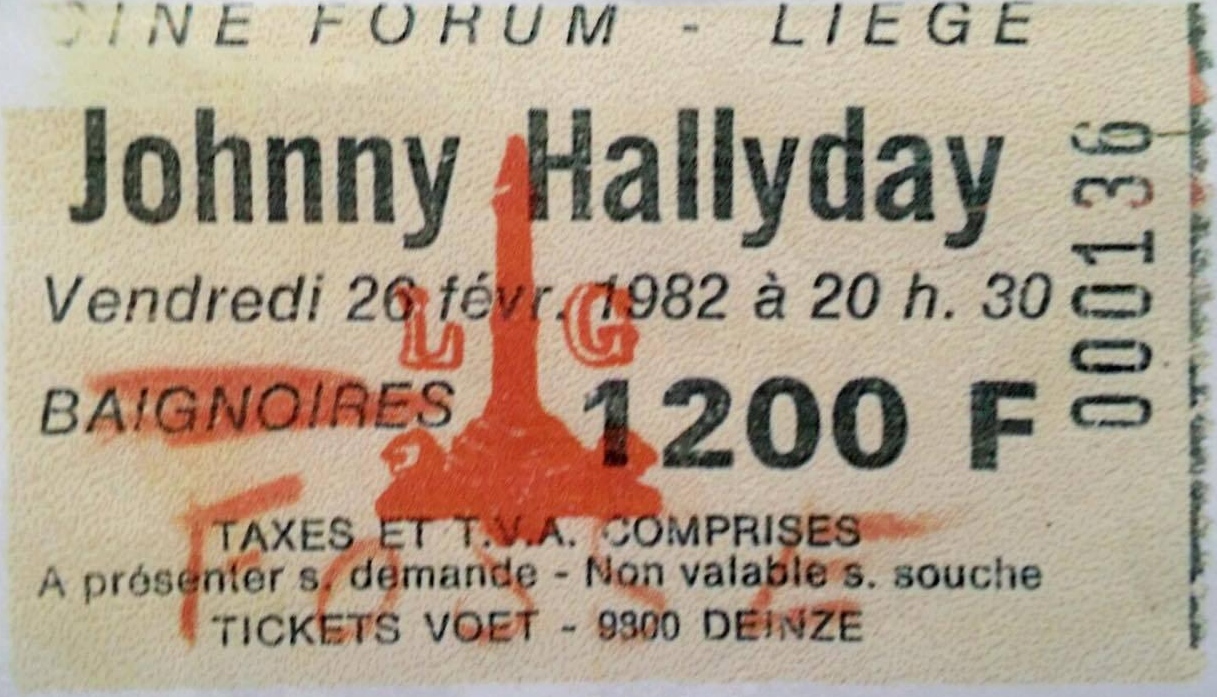 CINE FORUM - LIEGE
Johnny Hallyday
Vendredi 26 févr. 1982 à 20 h. 30
L G
BAIGNOIRES 1200 F
FOSSE
TAXES ET T.V.A. COMPRISES
A présenter s. demande - Non valable s. souche
TICKETS VOET - 9800 DEINZE
000136